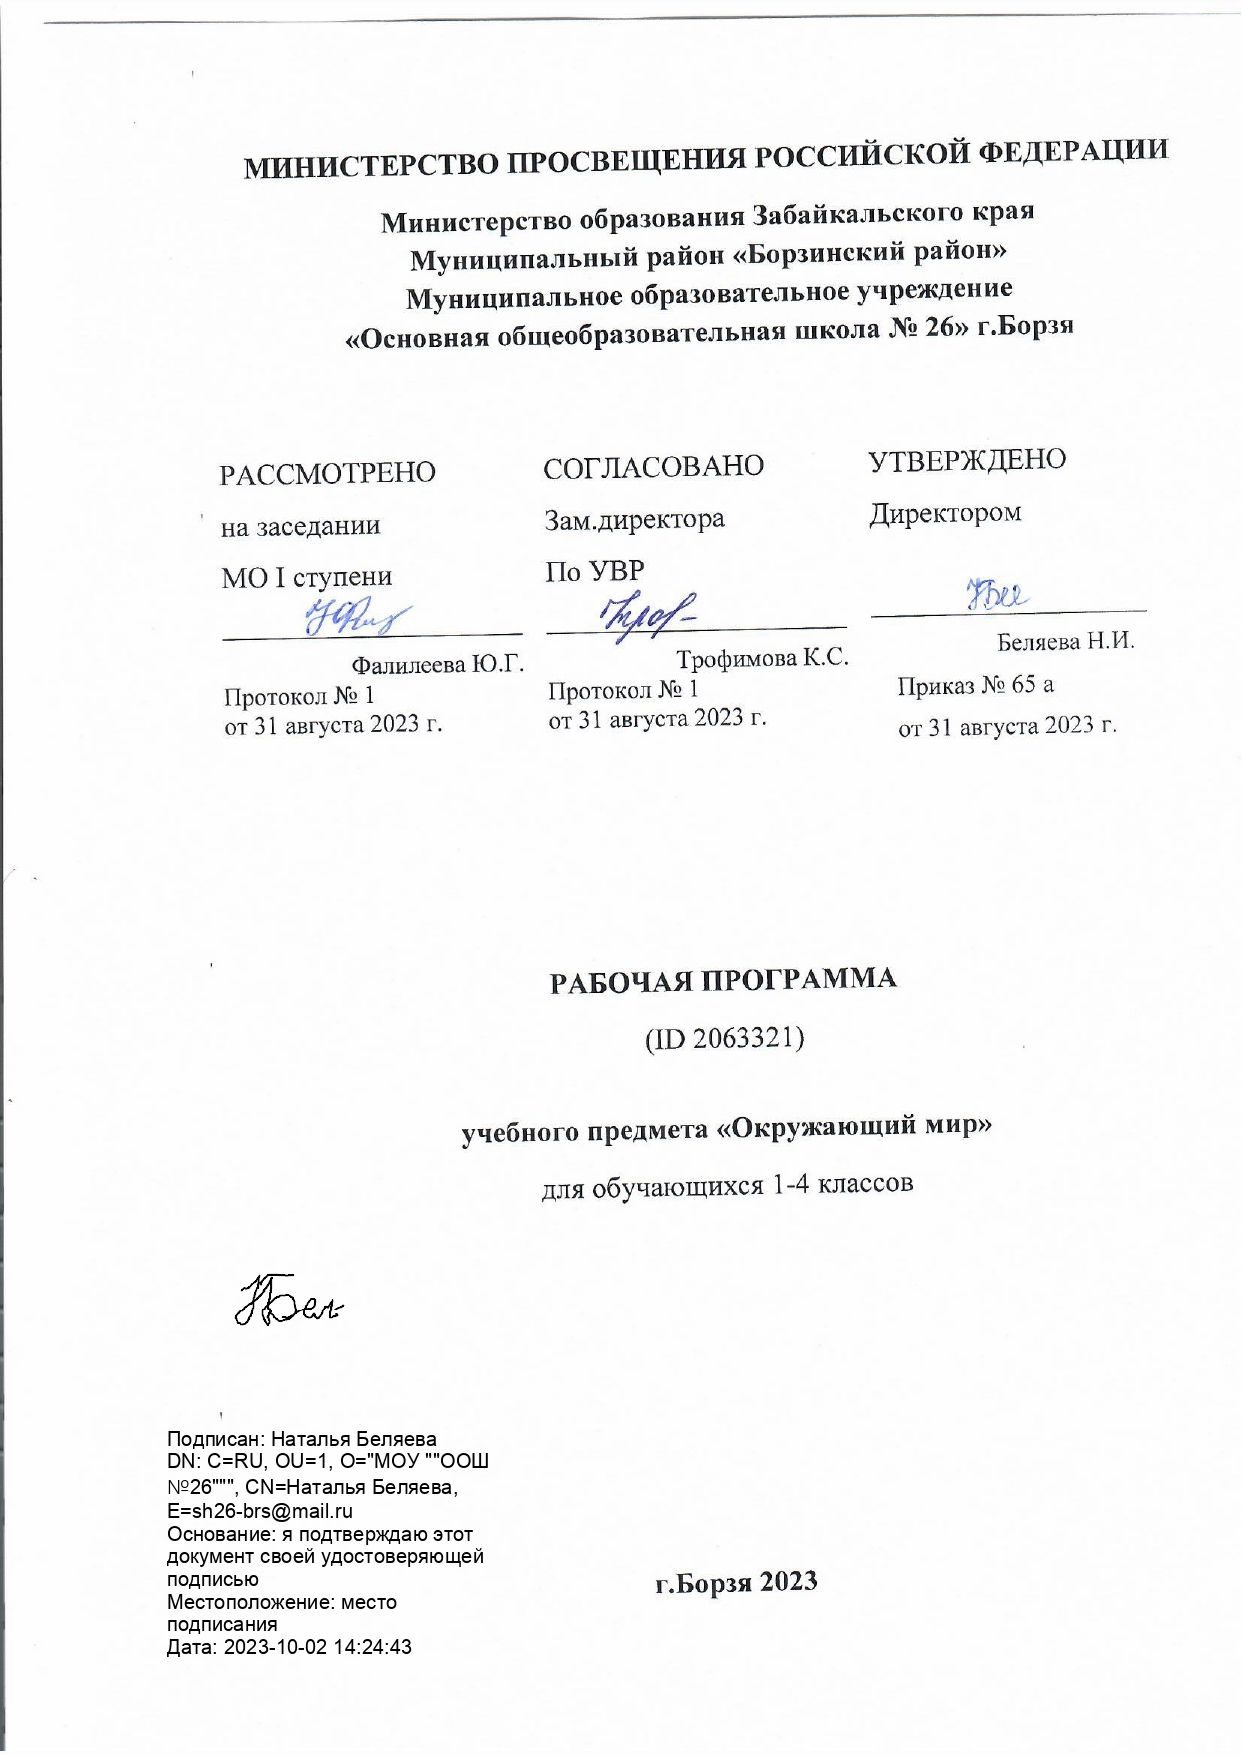 МИНИСТЕРСТВО ПРОСВЕЩЕНИЯ РОССИЙСКОЙ ФЕДЕРАЦИИ
Министерство образования Забайкальского края
Муниципальный район «Борзинский район»
Муниципальное образовательное учреждение
«Основная общеобразовательная школа № 26» г.Борзя
РАССМОТРЕНО
на заседании
МО I ступени
Фалилеева Ю.Г.
Протокол № 1
от 31 августа 2023 г.
СОГЛАСОВАНО
Зам.директора
По УВР
Трофимова К.С.
Протокол № 1
от 31 августа 2023 г.
УТВЕРЖДЕНО
Директором
Беляева Н.И.
Приказ № 65 а
от 31 августа 2023 г.
РАБОЧАЯ ПРОГРАММА
(ID 2063321)
учебного предмета «Окружающий мир»
для обучающихся 1-4 классов
Подписан: Наталья Беляева
DN: C=RU, OU=1, O="МОУ ""ООШ
№26""", CN=Наталья Беляева,
E=sh26-brs@mail.ru
Основание: я подтверждаю этот
документ своей удостоверяющей
подписью
Местоположение: место
подписания
Дата: 2023-10-02 14:24:43
г.Борзя 2023